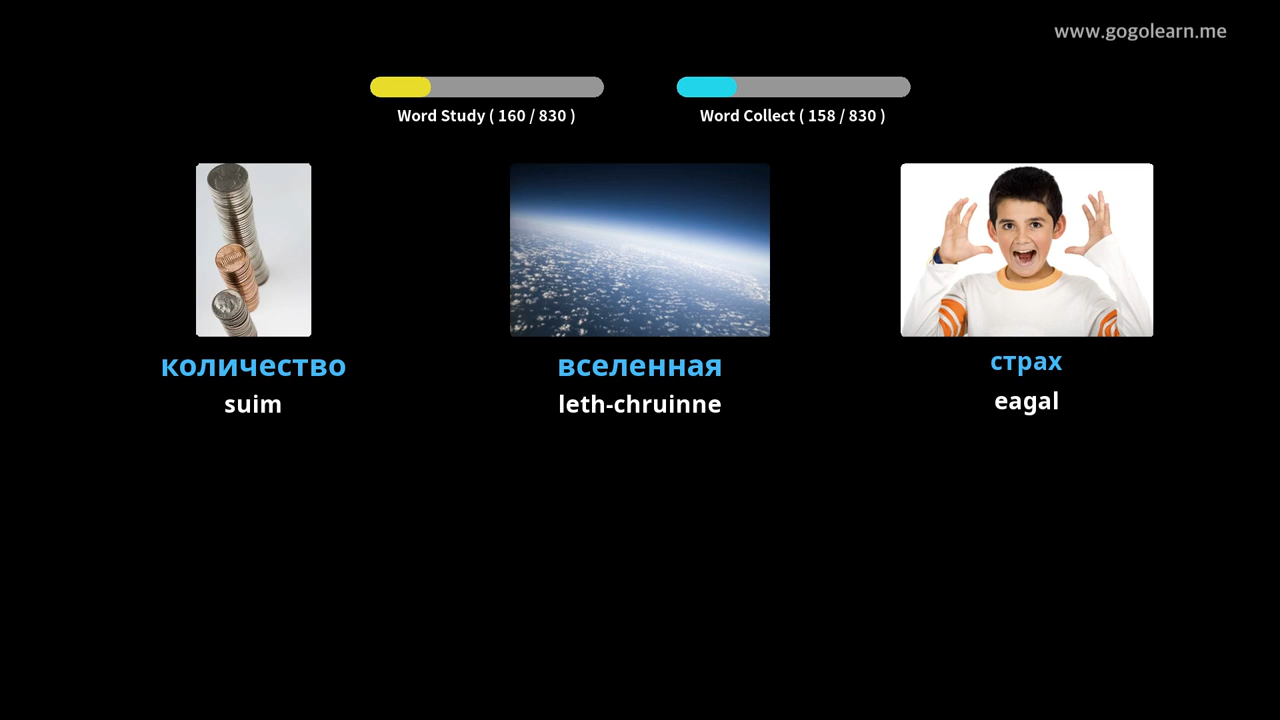 www.gogolearn.me
Word Study ( 160 / 830 )
Word Collect ( 158 / 830 )
количество
suim
вселенная
leth-chruinne
страх
eagal